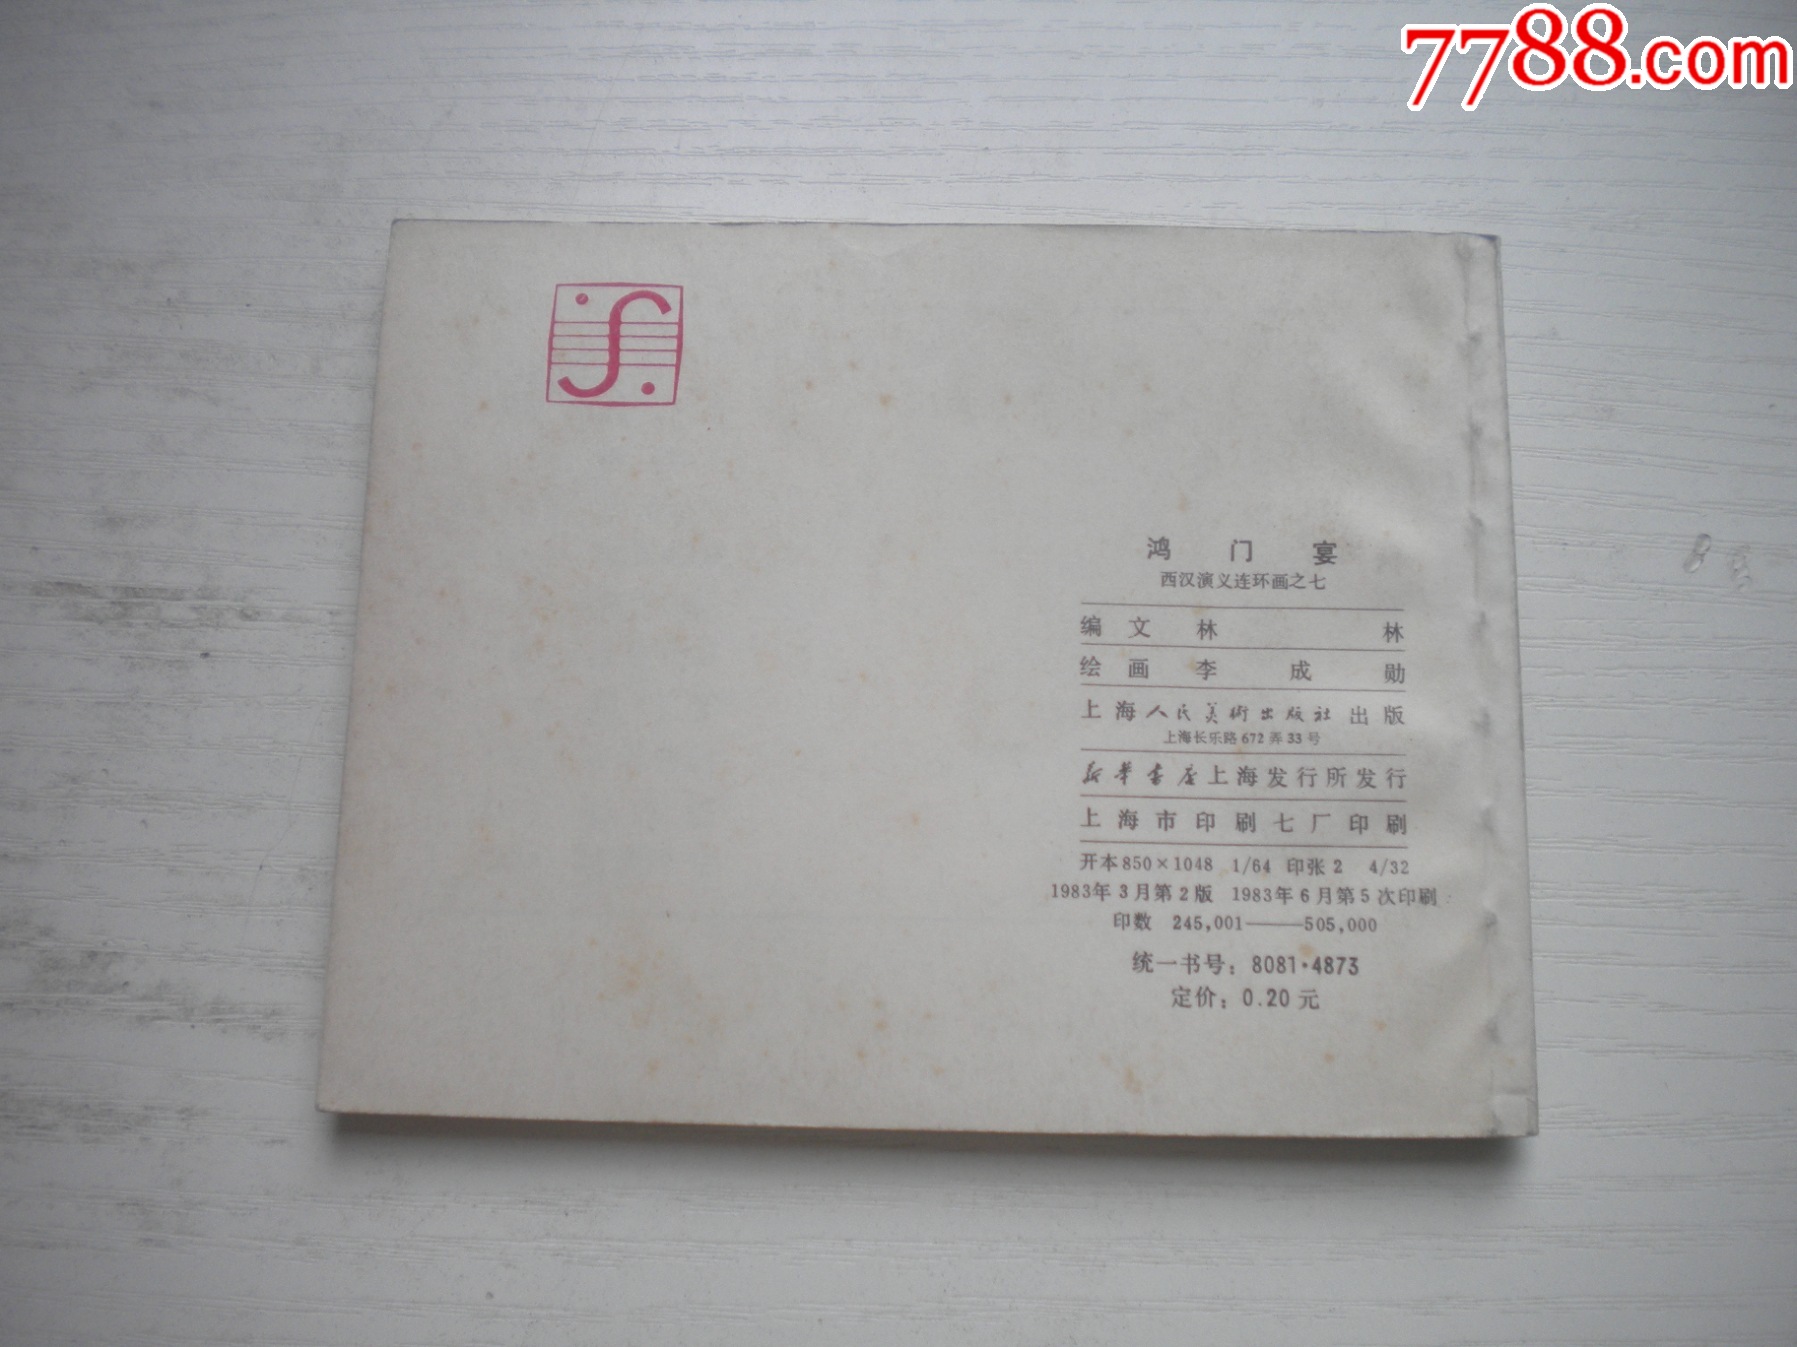 7788.com
鸿门宴
西汉演义连环画之七
编文 林林
绘画 李成勋
上海人民美術出版社出版
上海长乐路672弄33号
新华书店上海发行所发行
上海市印刷七厂印刷
开本 850×1048 1/64 印张 2 4/32
1983年3月第2版 1983年6月第5次印刷
印数 245,001——505,000
统一书号：8081·4873
定价：0.20元